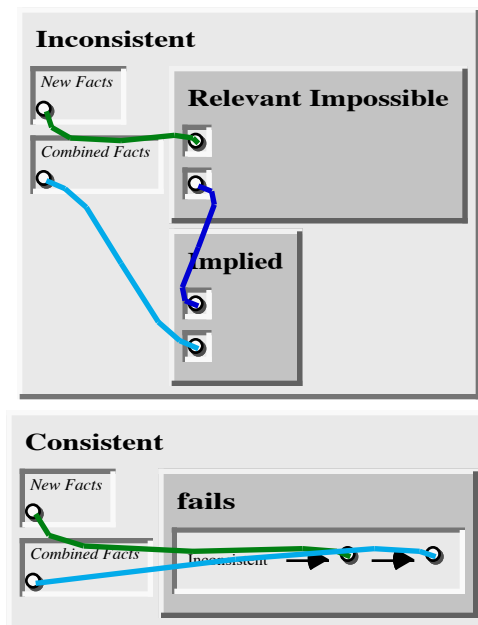 Inconsistent
New Facts
Relevant Impossible
Combined Facts
Implied
Consistent
New Facts
fails
Combined Facts
Inconsistent